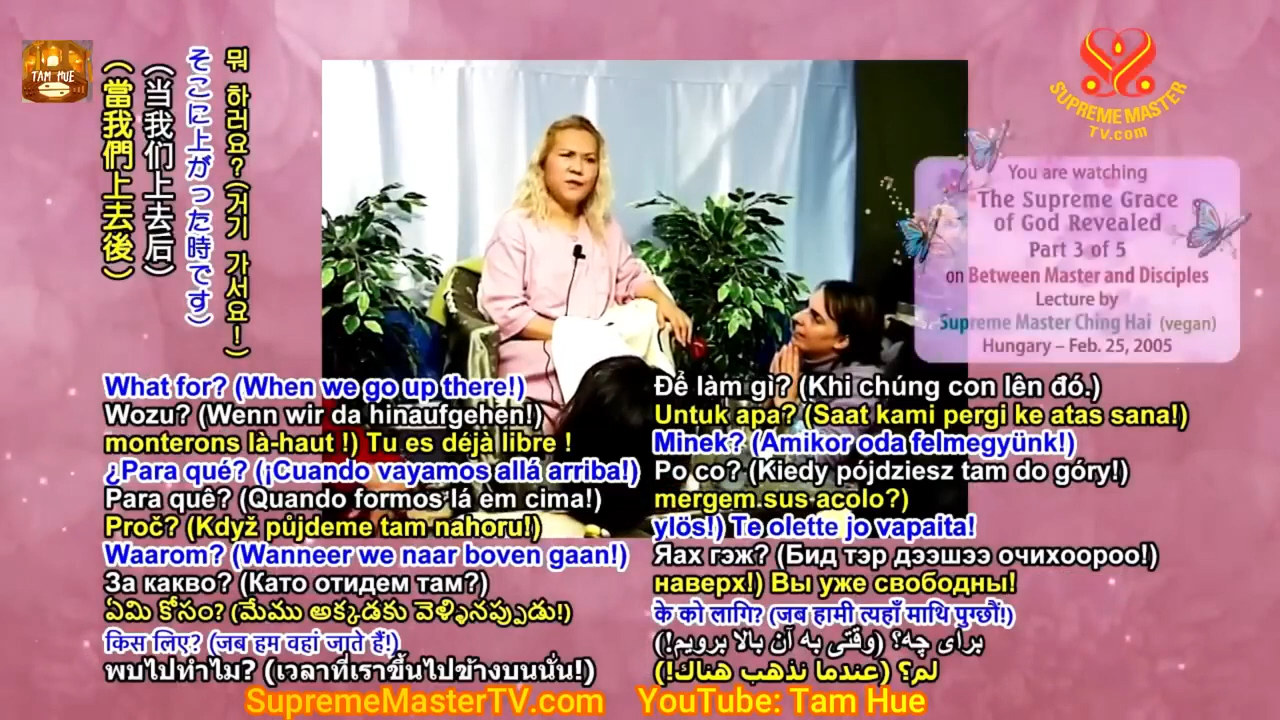 TAM HUE
뭐 하러요? (거기 가서요!)
そこに上がった時です)
(当我们上去后)
(當我們上去後)
SUPREME MASTER
TV.com
You are watching
The Supreme Grace
of God Revealed
Part 3 of 5
on Between Master and Disciples
Lecture by
Supreme Master Ching Hai (vegan)
Hungary – Feb. 25, 2005
What for? (When we go up there!)
Wozu? (Wenn wir da hinaufgehen!)
monterons là-haut !) Tu es déjà libre !
¿Para qué? (¡Cuando vayamos allá arriba!)
Para quê? (Quando formos lá em cima!)
Proč? (Když půjdeme tam nahoru!)
Waarom? (Wanneer we naar boven gaan!)
За какво? (Като отидем там?)
ఏమి కోసం? (మేము అక్కడకు వెళ్ళినప్పుడు!)
किस लिए? (जब हम वहां जाते हैं!)
พบไปทำไม? (เวลาที่เราขึ้นไปข้างบนนั่น!)
Để làm gì? (Khi chúng con lên đó.)
Untuk apa? (Saat kami pergi ke atas sana!)
Minek? (Amikor oda felmegyünk!)
Po co? (Kiedy pójdziesz tam do góry!)
mergem sus acolo?)
ylös!) Te olette jo vapaita!
Яах гэж? (Бид тэр дээшээ очихоороо!)
наверх!) Вы уже свободны!
के को लागि? (जब हामी त्यहाँ माथि पुग्छौं!)
برای چه؟ (وقتی به آن بالا برویم!)
لم؟ (عندما نذهب هناك!)
SupremeMasterTV.com YouTube: Tam Hue